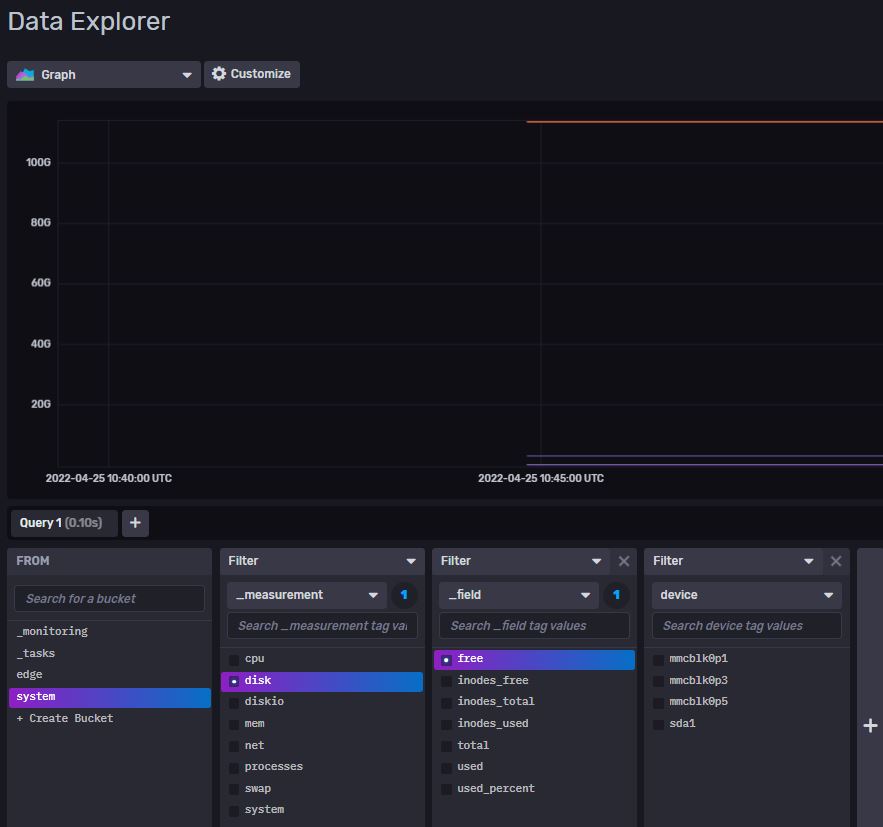 Data Explorer
Graph
Customize
100G
80G
60G
40G
20G
2022-04-25 10:40:00 UTC
2022-04-25 10:45:00 UTC
Query 1 (0.10s)
+
FROM
Search for a bucket
_monitoring
_tasks
edge
system
+ Create Bucket
Filter
_measurement
1
Search _measurement tag val
cpu
disk
diskio
mem
net
processes
swap
system
Filter
_field
1
Search _field tag values
free
inodes_free
inodes_total
inodes_used
total
used
used_percent
Filter
device
Search device tag values
mmcblk0p1
mmcblk0p3
mmcblk0p5
sda1
+